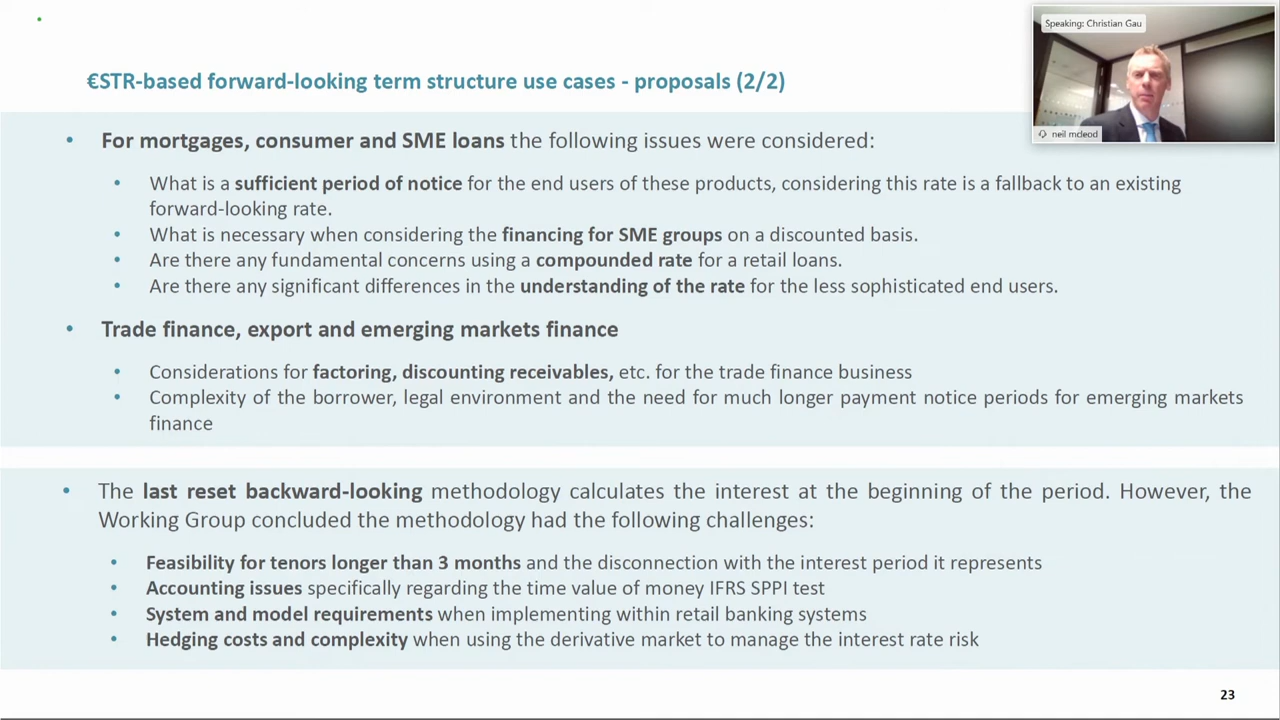 Speaking: Christian Gau
neil mcleod
€STR-based forward-looking term structure use cases - proposals (2/2)
• For mortgages, consumer and SME loans the following issues were considered:
• What is a sufficient period of notice for the end users of these products, considering this rate is a fallback to an existing
forward-looking rate.
• What is necessary when considering the financing for SME groups on a discounted basis.
• Are there any fundamental concerns using a compounded rate for a retail loans.
• Are there any significant differences in the understanding of the rate for the less sophisticated end users.
• Trade finance, export and emerging markets finance
• Considerations for factoring, discounting receivables, etc. for the trade finance business
• Complexity of the borrower, legal environment and the need for much longer payment notice periods for emerging markets
finance
• The last reset backward-looking methodology calculates the interest at the beginning of the period. However, the
Working Group concluded the methodology had the following challenges:
• Feasibility for tenors longer than 3 months and the disconnection with the interest period it represents
• Accounting issues specifically regarding the time value of money IFRS SPPI test
• System and model requirements when implementing within retail banking systems
• Hedging costs and complexity when using the derivative market to manage the interest rate risk
23